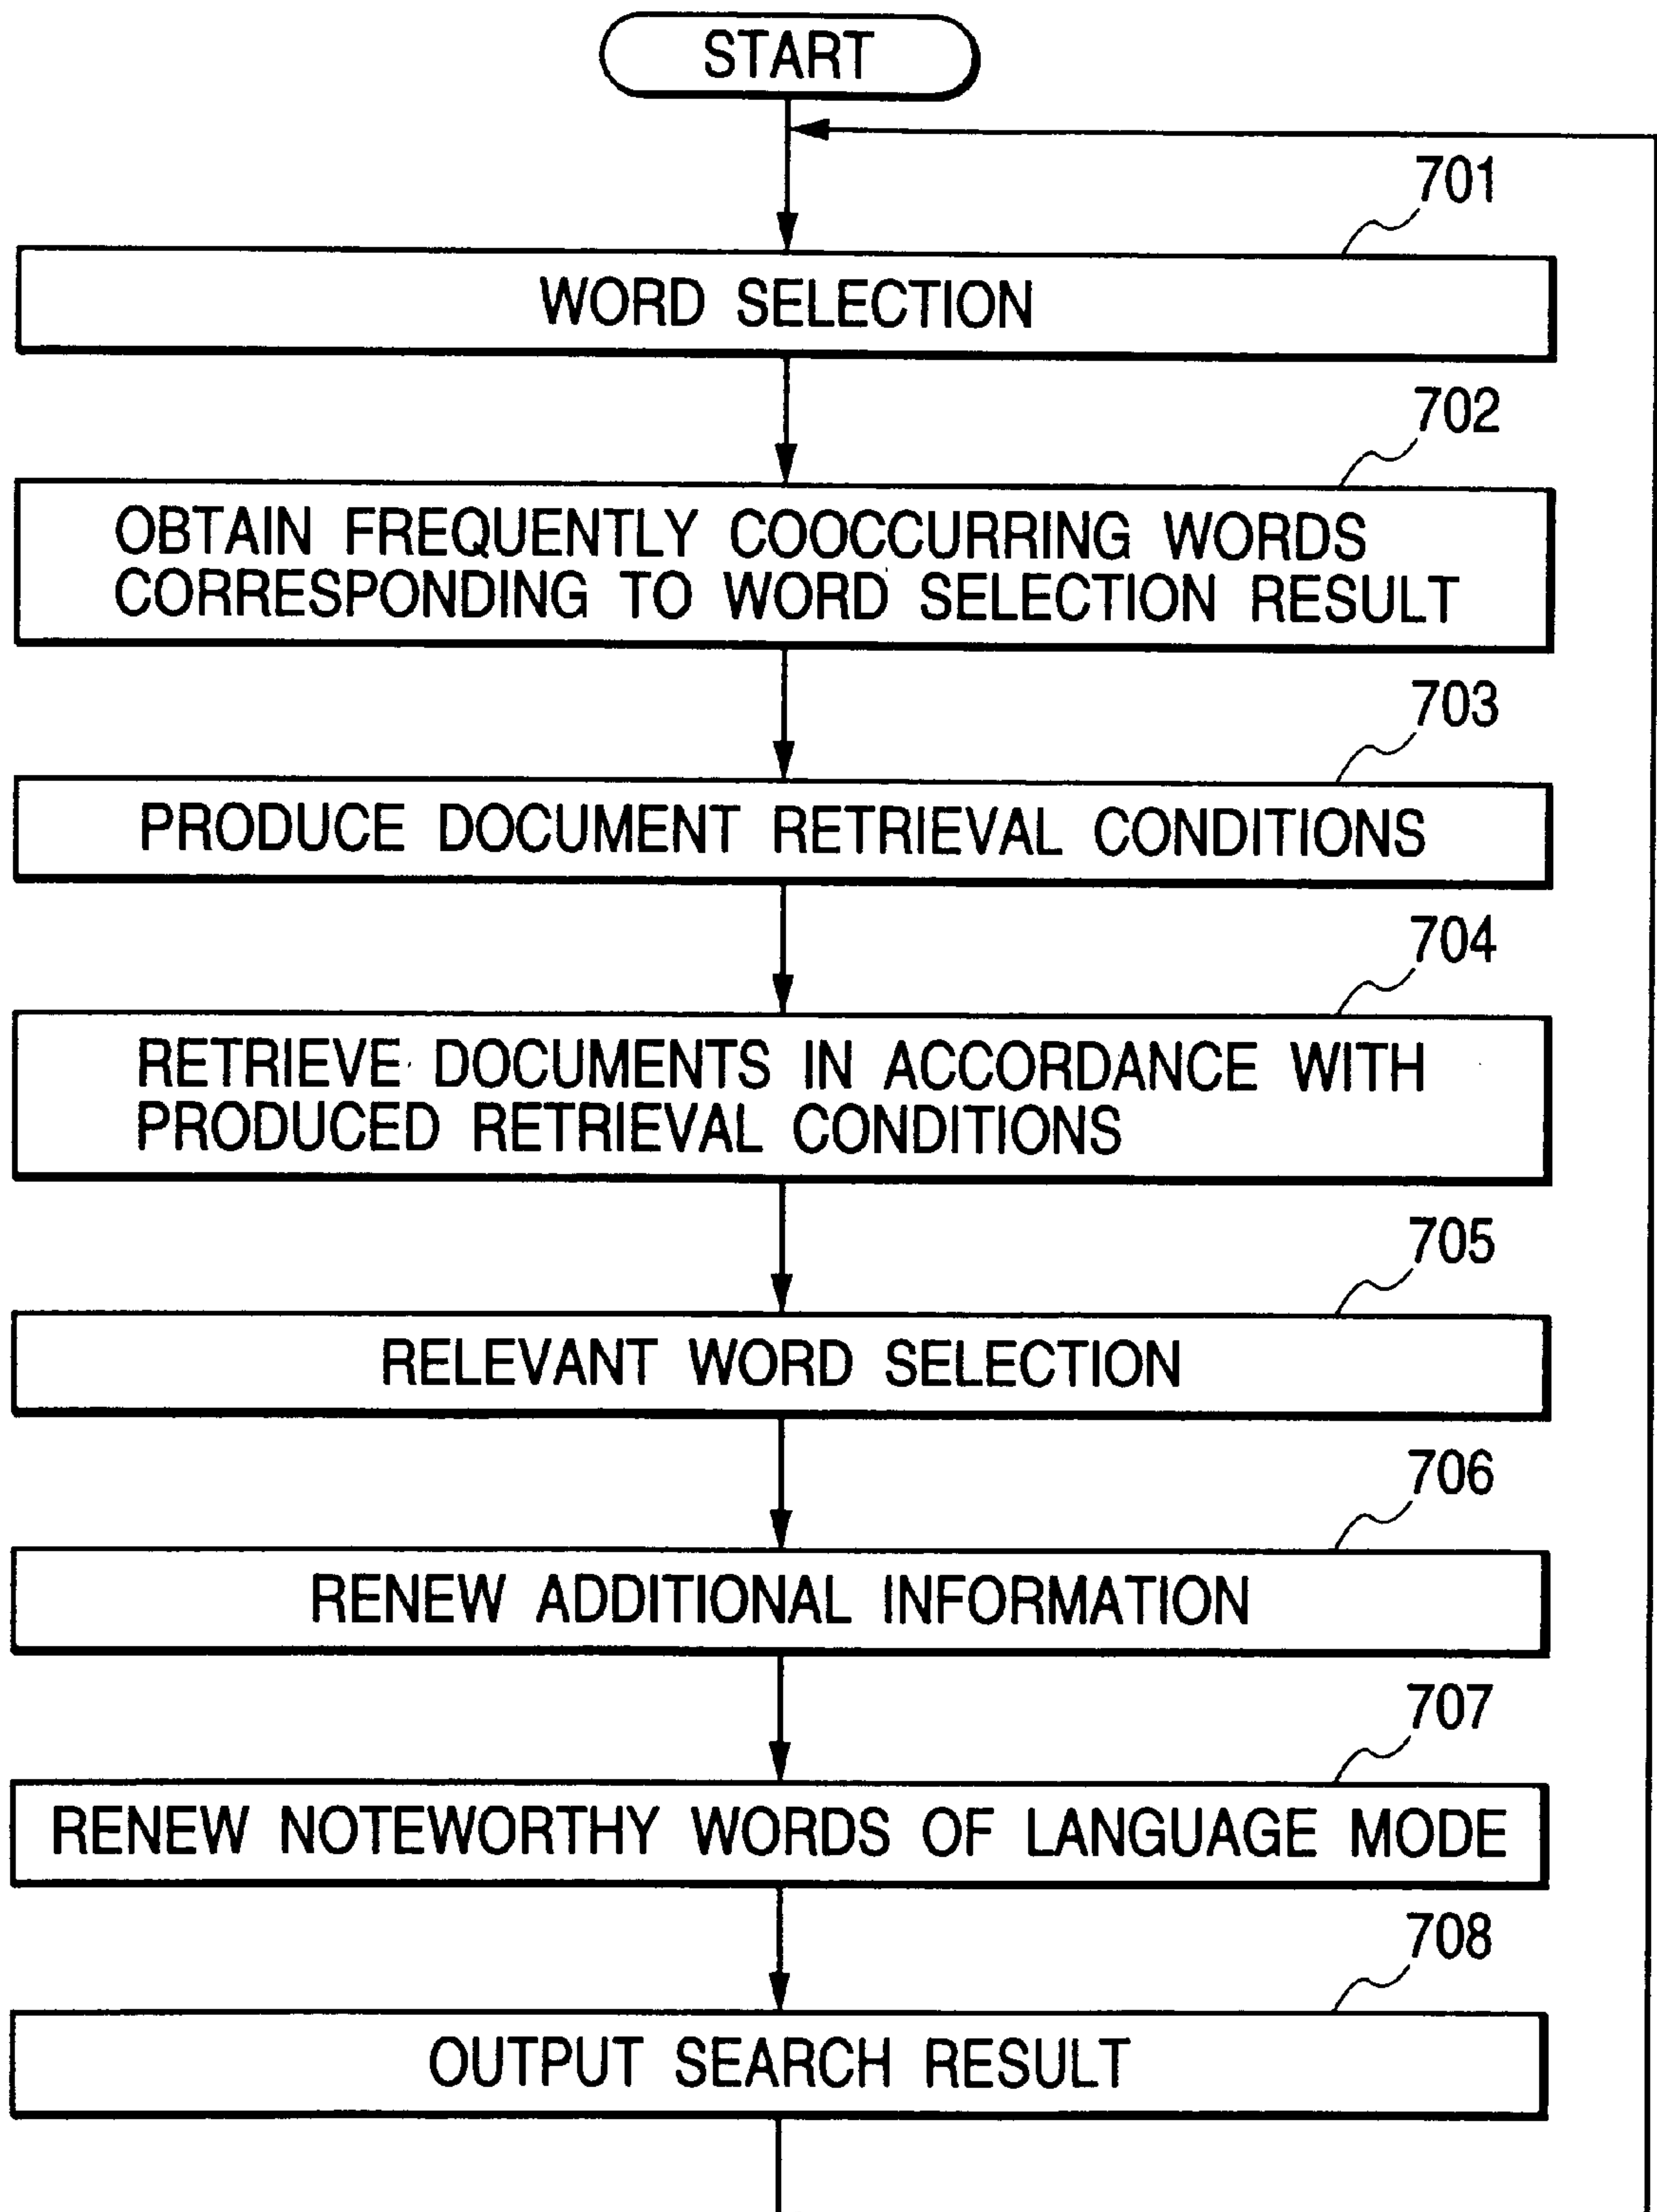 START
701
WORD SELECTION
702
OBTAIN FREQUENTLY COOCCURRING WORDS
CORRESPONDING TO WORD SELECTION RESULT
703
PRODUCE DOCUMENT RETRIEVAL CONDITIONS
704
RETRIEVE DOCUMENTS IN ACCORDANCE WITH
PRODUCED RETRIEVAL CONDITIONS
705
RELEVANT WORD SELECTION
706
RENEW ADDITIONAL INFORMATION
707
RENEW NOTEWORTHY WORDS OF LANGUAGE MODE
708
OUTPUT SEARCH RESULT